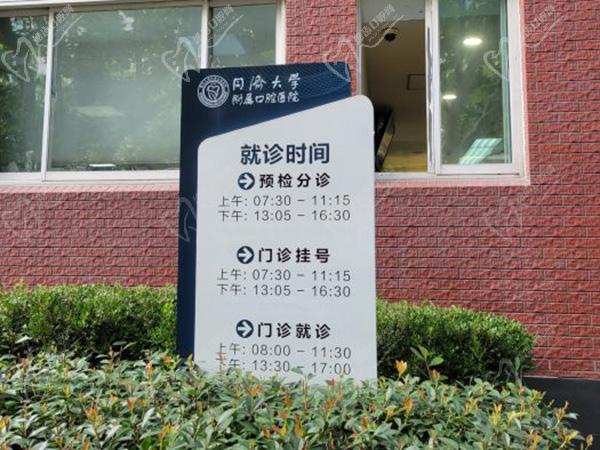 同济大学
附属口腔医院
就诊时间
预检分诊
上午: 07:30 - 11:15
下午: 13:05 - 16:30
门诊挂号
上午: 07:30 - 11:15
下午: 13:05 - 16:30
门诊就诊
上午: 08:00 - 11:30
下午: 13:30 - 17:00